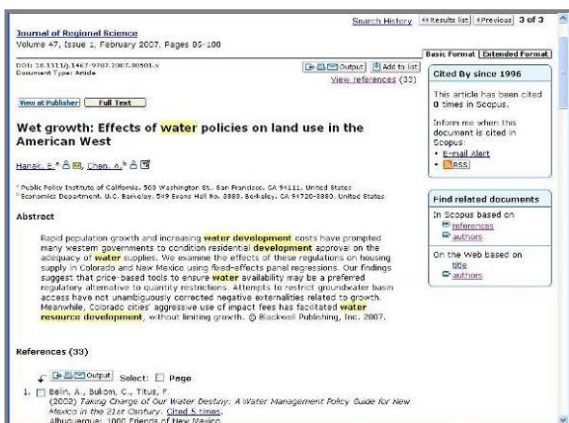 Search History
Results list Previous 3 of 3
Journal of Regional Science
Volume 47, Issue 1, February 2007, Pages 85-108
Basic Format Extended Format
Document Type: Article
Output Add to list
View references (33)
View at Publisher Full Text
Wet growth: Effects of water policies on land use in the
American West
Hanak, E.ᵃ Chen, A.ᵇ
ᵃ Public Policy Institute of California, 500 Washington St., San Francisco, CA 94111, United States
ᵇ Economics Department, U.C. Berkeley, 549 Evans Hall No. 3880, Berkeley, CA 94720-3880, United States
Abstract
Rapid population growth and increasing water development costs have prompted
many western governments to condition residential development approval on the
adequacy of water supplies. We examine the effects of these regulations on housing
supply in Colorado and New Mexico using fixed-effects panel regressions. Our findings
suggest that price-based tools to ensure water availability may be a preferred
regulatory alternative to quantity restrictions. Attempts to restrict groundwater basin
access have not unambiguously corrected negative externalities related to growth.
Meanwhile, Colorado cities' aggressive use of impact fees has facilitated water
resource development, without limiting growth. © Blackwell Publishing, Inc. 2007.
References (33)
Output Select: Page
1. Belin, A., Bokum, C., Titus, F.
(2002) Taking Charge of Our Water Destiny: A Water Management Policy Guide for New
Mexico in the 21st Century. Cited 5 times.
Albuquerque: 1000 Friends of New Mexico
Cited By since 1996
This article has been cited
0 times in Scopus.
Inform me when this
document is cited in
Scopus:
E-mail Alert
RSS
Find related documents
In Scopus based on
references
authors
On the Web based on
title
authors